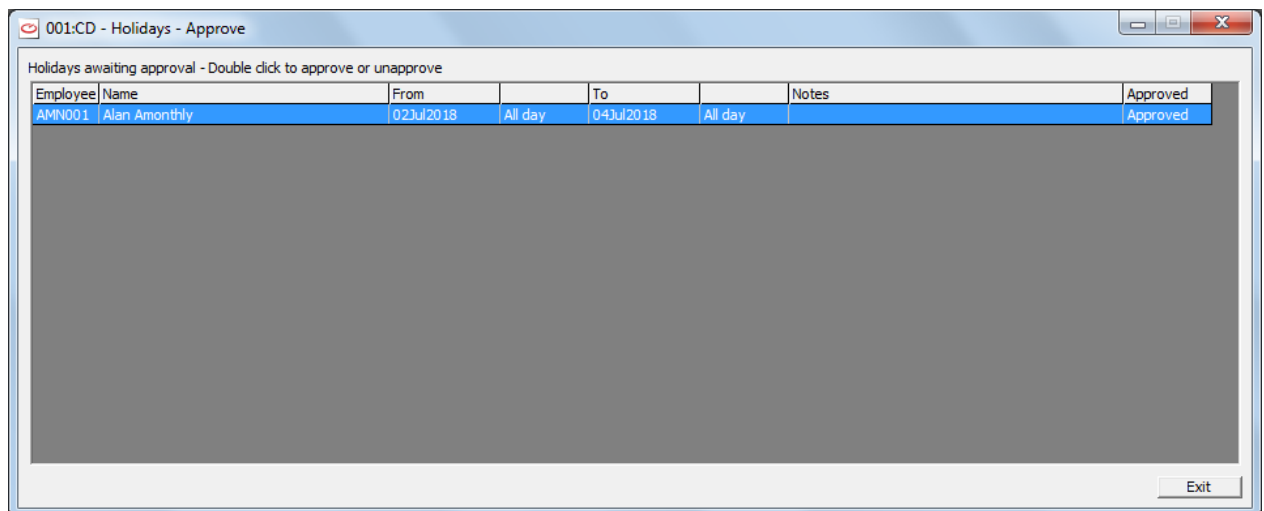 001:CD - Holidays - Approve
Holidays awaiting approval - Double click to approve or unapprove
Employee Name From To Notes Approved
AMN001 Alan Amonthly 02Jul2018 All day 04Jul2018 All day Approved
Exit